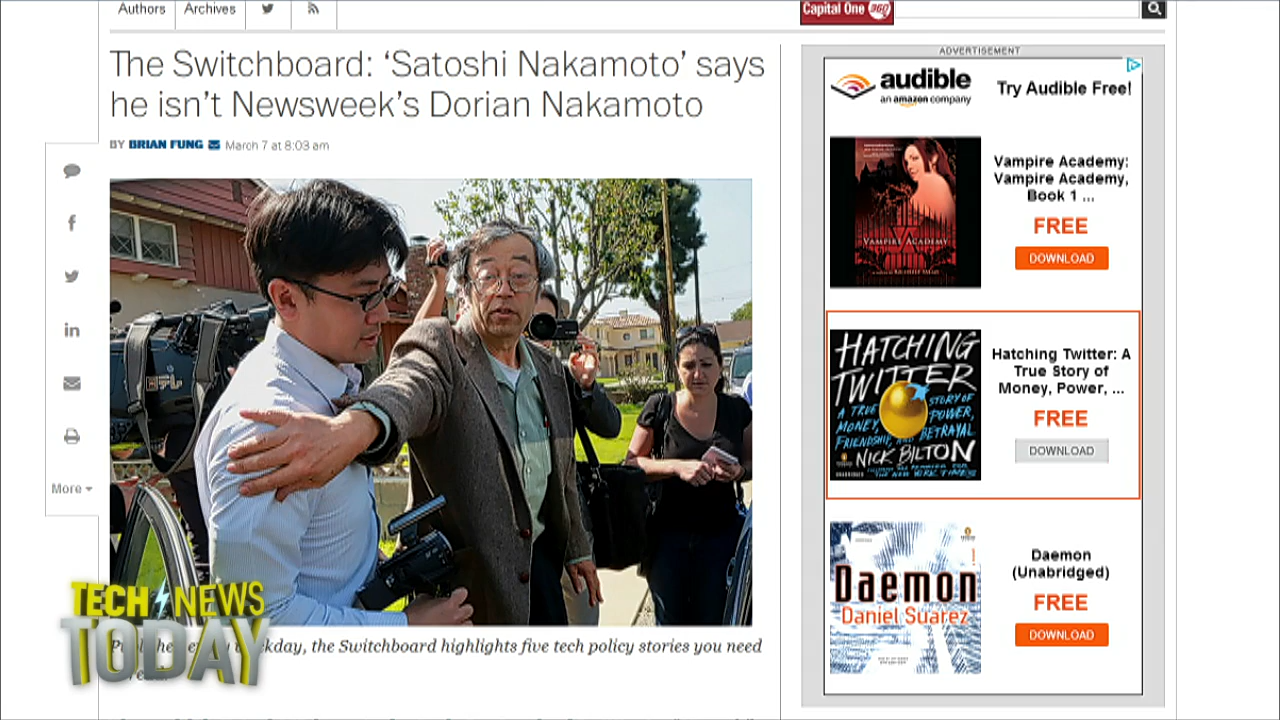 Authors
Archives
Capital One 360
The Switchboard: ‘Satoshi Nakamoto’ says
he isn’t Newsweek’s Dorian Nakamoto
BY BRIAN FUNG
March 7 at 8:03 am
in
More
kday, the Switchboard highlights five tech policy stories you need
TECH NEWS
TODAY
ADVERTISEMENT
audible
an amazon company
Try Audible Free!
VAMPIRE ACADEMY
Vampire Academy:
Vampire Academy,
Book 1 ...
FREE
DOWNLOAD
HATCHING
TWITTER
A TRUE STORY OF
MONEY, POWER,
FRIENDSHIP, AND BETRAYAL
NICK BILTON
Hatching Twitter: A
True Story of
Money, Power, ...
FREE
DOWNLOAD
Daemon
Daniel Suarez
Daemon
(Unabridged)
FREE
DOWNLOAD